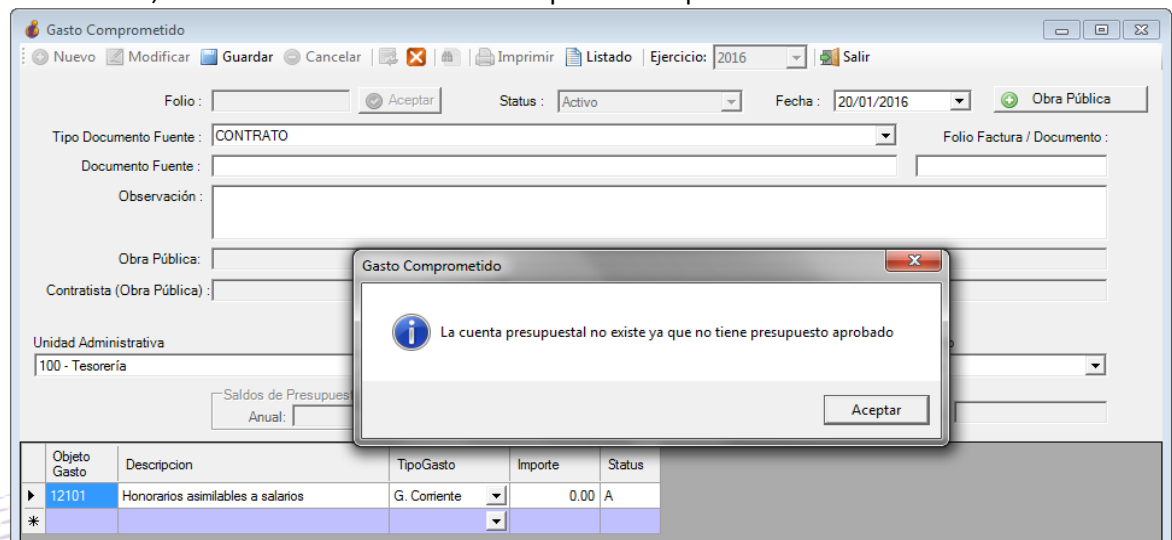 Gasto Comprometido
Nuevo Modificar Guardar Cancelar Imprimir Listado Ejercicio: 2016 Salir
Folio : Aceptar Status : Activo Fecha : 20/01/2016 Obra Pública
Tipo Documento Fuente : CONTRATO Folio Factura / Documento :
Documento Fuente :
Observación :
Obra Pública:
Contratista (Obra Pública) :
Gasto Comprometido
La cuenta presupuestal no existe ya que no tiene presupuesto aprobado
Aceptar
Unidad Administrativa
100 - Tesorería
Saldos de
Anual:
Objeto Gasto Descripcion TipoGasto Importe Status
12101 Honorarios asimilables a salarios G. Corriente 0.00 A